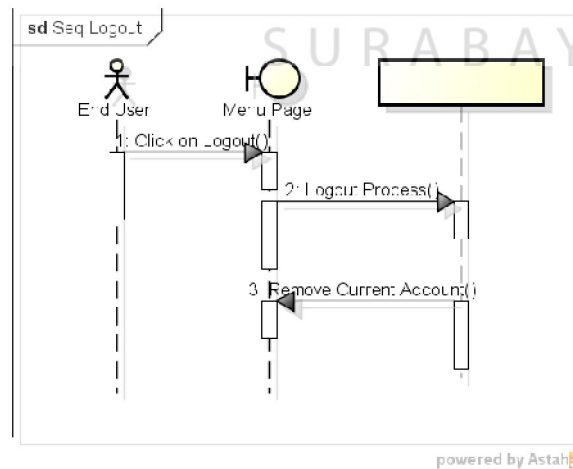 sd Seq Logout
SURABAY
End User
Menu Page
1: Click on Logout()
2: Logout Process()
3: Remove Current Account()
powered by Astah